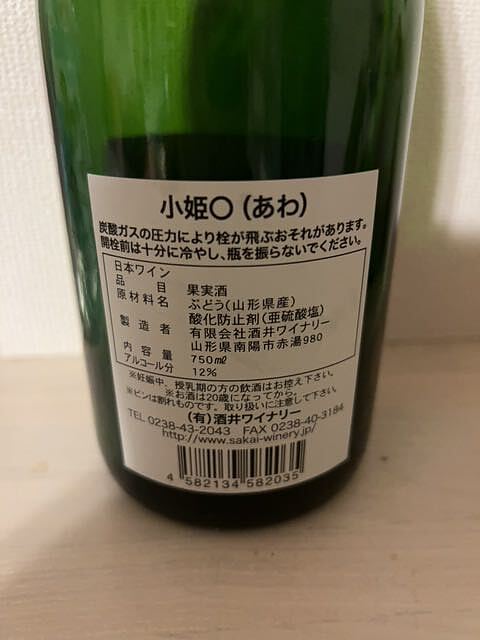 小姫〇(あわ)
炭酸ガスの圧力により栓が飛ぶおそれがあります。
開栓前は十分に冷やし、瓶を振らないでください。
日本ワイン
品目 果実酒
原材料名 ぶどう(山形県産)
酸化防止剤(亜硫酸塩)
製造者 有限会社酒井ワイナリー
山形県南陽市赤湯980
内容量 750㎖
アルコール分 12%
※妊娠中、授乳期の方の飲酒はお控え下さい。
※お酒は20歳になってから。
※ビンは割れものです。取り扱いに注意して下さい。
(有)酒井ワイナリー
TEL 0238-43-2043 FAX 0238-40-3184
http://www.sakai-winery.jp/
4 582134 582035